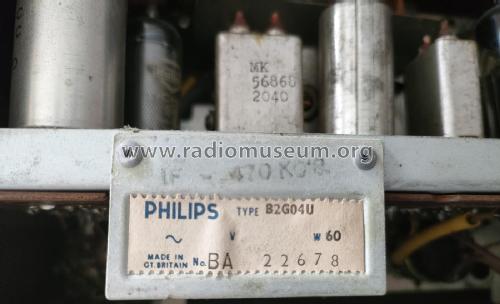 MK
56860
2040
www.radiomuseum.org
IF - 470 KC/S.
PHILIPS TYPE B2G04U
~ V W 60
MADE IN
GT. BRITAIN No. BA 22678